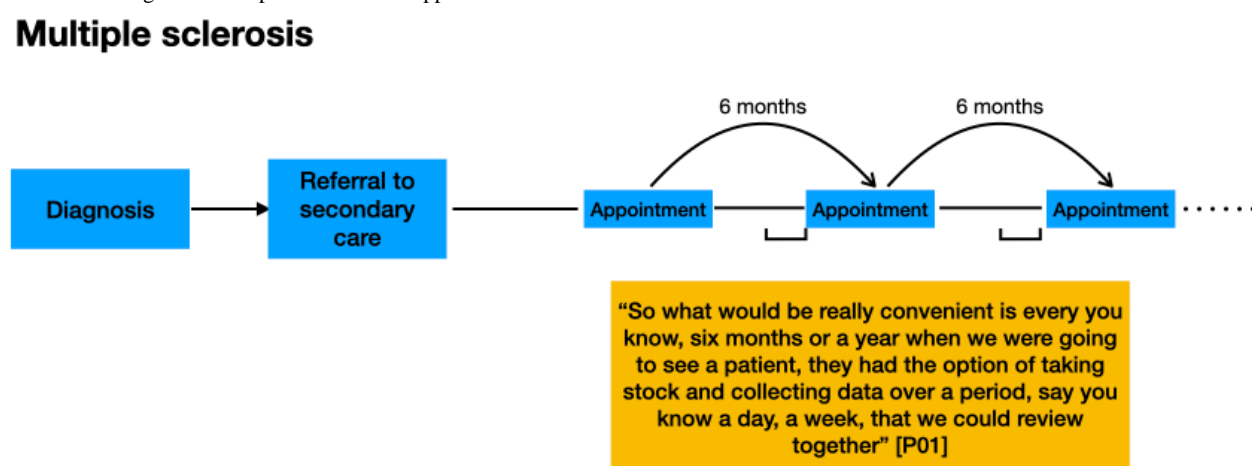 Multiple sclerosis
6 months
6 months
Diagnosis
Referral to
secondary
care
Appointment
Appointment
Appointment
“So what would be really convenient is every you
know, six months or a year when we were going
to see a patient, they had the option of taking
stock and collecting data over a period, say you
know a day, a week, that we could review
together” [P01]